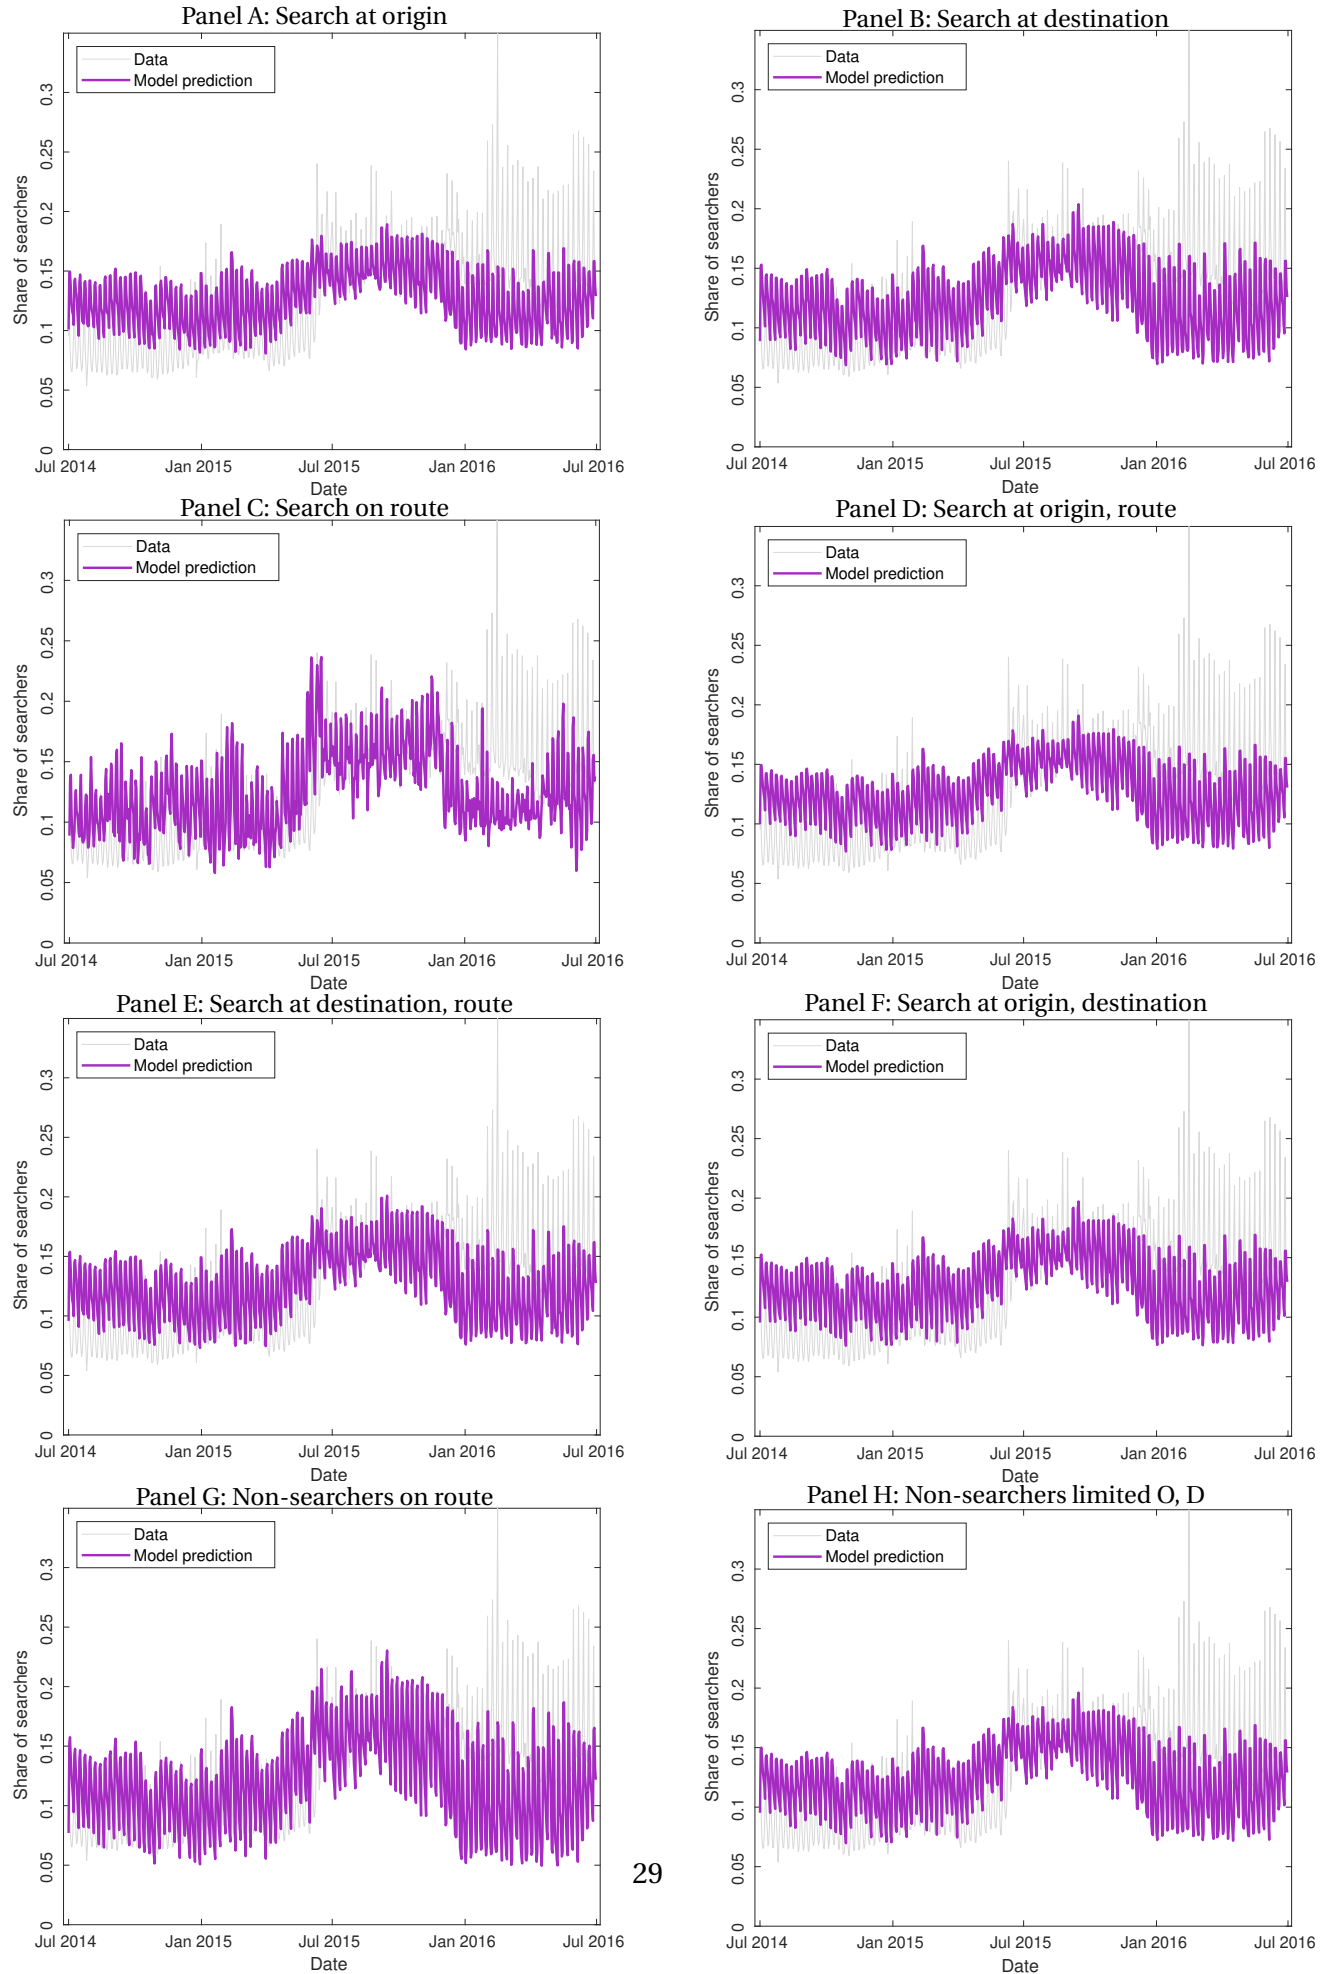 Panel A: Search at origin
Data
Model prediction
Share of searchers
0.3
0.25
0.2
0.15
0.1
0.05
0
Jul 2014 Jan 2015 Jul 2015 Jan 2016 Jul 2016
Date
Panel B: Search at destination
Data
Model prediction
Share of searchers
0.3
0.25
0.2
0.15
0.1
0.05
0
Jul 2014 Jan 2015 Jul 2015 Jan 2016 Jul 2016
Date
Panel C: Search on route
Data
Model prediction
Share of searchers
0.3
0.25
0.2
0.15
0.1
0.05
0
Jul 2014 Jan 2015 Jul 2015 Jan 2016 Jul 2016
Date
Panel D: Search at origin, route
Data
Model prediction
Share of searchers
0.3
0.25
0.2
0.15
0.1
0.05
0
Jul 2014 Jan 2015 Jul 2015 Jan 2016 Jul 2016
Date
Panel E: Search at destination, route
Data
Model prediction
Share of searchers
0.3
0.25
0.2
0.15
0.1
0.05
0
Jul 2014 Jan 2015 Jul 2015 Jan 2016 Jul 2016
Date
Panel F: Search at origin, destination
Data
Model prediction
Share of searchers
0.3
0.25
0.2
0.15
0.1
0.05
0
Jul 2014 Jan 2015 Jul 2015 Jan 2016 Jul 2016
Date
Panel G: Non-searchers on route
Data
Model prediction
Share of searchers
0.3
0.25
0.2
0.15
0.1
0.05
0
Jul 2014 Jan 2015 Jul 2015 Jan 2016 Jul 2016
Date
Panel H: Non-searchers limited O, D
Data
Model prediction
Share of searchers
0.3
0.25
0.2
0.15
0.1
0.05
0
Jul 2014 Jan 2015 Jul 2015 Jan 2016 Jul 2016
Date
29